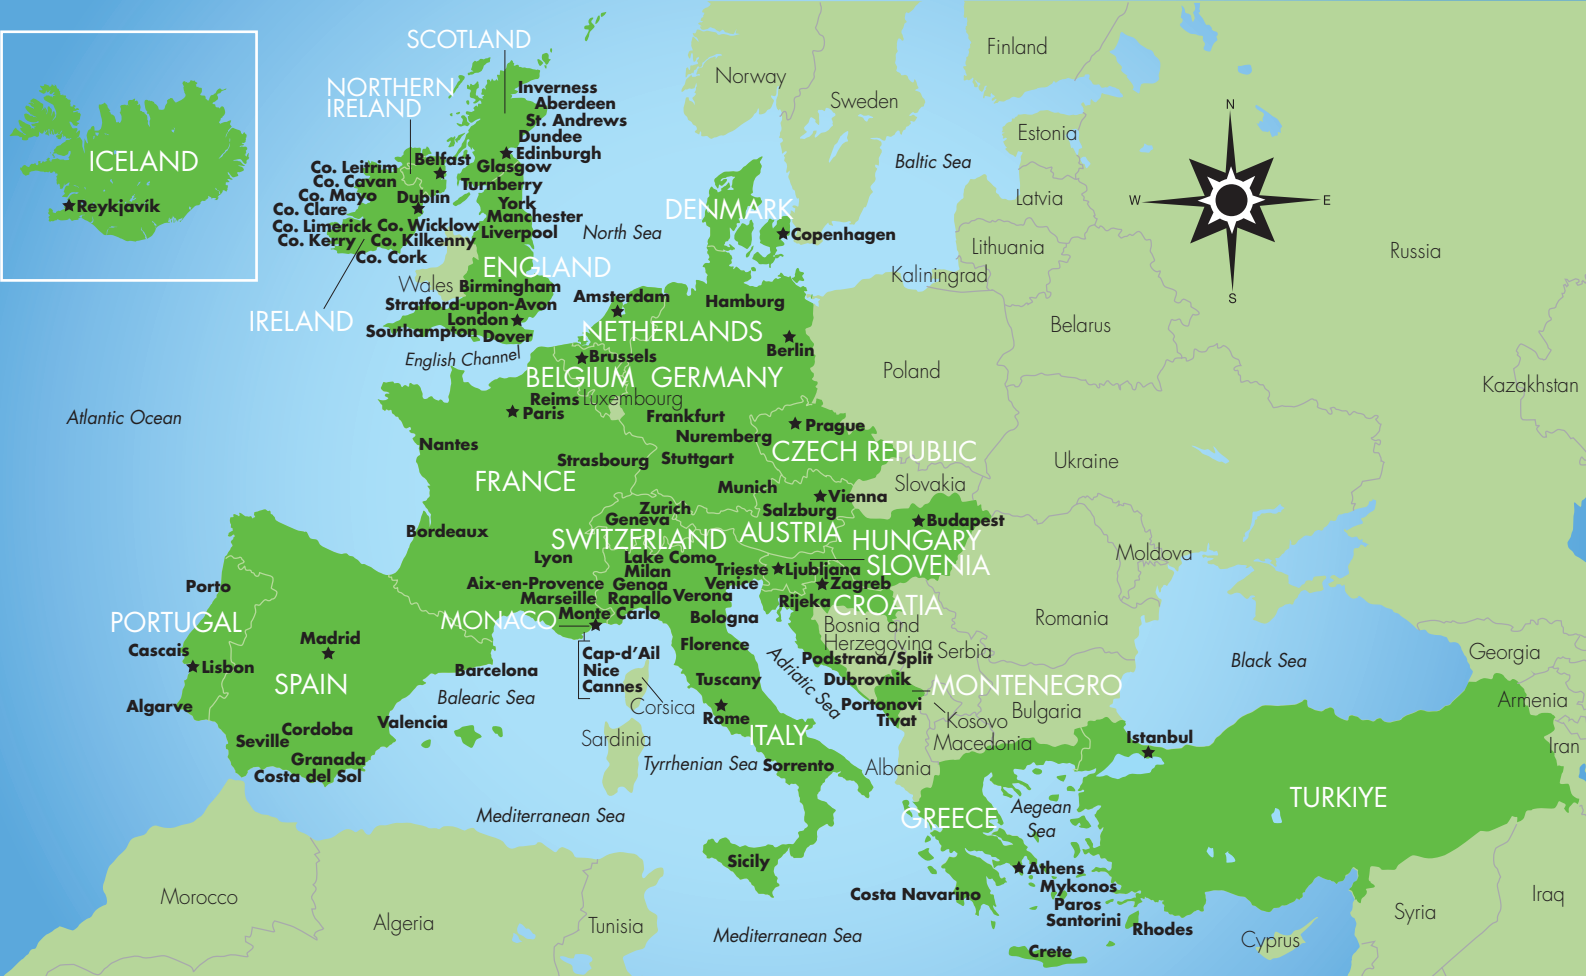 SCOTLAND
NORTHERN
IRELAND
ICELAND
Reykjavík
Inverness
Aberdeen
St. Andrews
Dundee
Edinburgh
Glasgow
Turnberry
York
Manchester
Liverpool
Belfast
Co. Leitrim
Co. Cavan
Co. Mayo
Dublin
Co. Clare
Co. Limerick
Co. Wicklow
Co. Kerry
Co. Kilkenny
Co. Cork
IRELAND
ENGLAND
Wales
Birmingham
Stratford-upon-Avon
London
Southampton
Dover
English Channel
North Sea
Atlantic Ocean
Norway
Sweden
Finland
Estonia
Baltic Sea
Latvia
Lithuania
Kaliningrad
Belarus
Russia
Kazakhstan
N
W
E
S
DENMARK
Copenhagen
Amsterdam
NETHERLANDS
Hamburg
Berlin
Brussels
BELGIUM
GERMANY
Luxembourg
Poland
Reims
Paris
Frankfurt
Nuremberg
Prague
CZECH REPUBLIC
Nantes
Strasbourg
Stuttgart
FRANCE
Munich
Vienna
Slovakia
Ukraine
Zurich
Geneva
Salzburg
Budapest
Bordeaux
SWITZERLAND
AUSTRIA
HUNGARY
SLOVENIA
Moldova
Lyon
Lake Como
Milan
Trieste
Ljubljana
Aix-en-Provence
Genoa
Venice
Zagreb
Marseille
Rapallo
Verona
Rijeka
CROATIA
MONACO
Monte Carlo
Bologna
Bosnia and
Herzegovina
Serbia
Romania
Porto
PORTUGAL
Cascais
Madrid
Lisbon
SPAIN
Barcelona
Balearic Sea
Algarve
Valencia
Cordoba
Seville
Granada
Costa del Sol
Cap-d’Ail
Nice
Cannes
Florence
Adriatic Sea
Podstrana/Split
Dubrovnik
MONTENEGRO
Portonovi
Tivat
Kosovo
Bulgaria
Macedonia
Tuscany
Corsica
Rome
ITALY
Sardinia
Tyrrhenian Sea
Sorrento
Albania
Black Sea
Georgia
Armenia
Iran
Istanbul
TURKIYE
GREECE
Aegean
Sea
Mediterranean Sea
Sicily
Athens
Costa Navarino
Mykonos
Paros
Santorini
Rhodes
Crete
Mediterranean Sea
Morocco
Algeria
Tunisia
Cyprus
Syria
Iraq